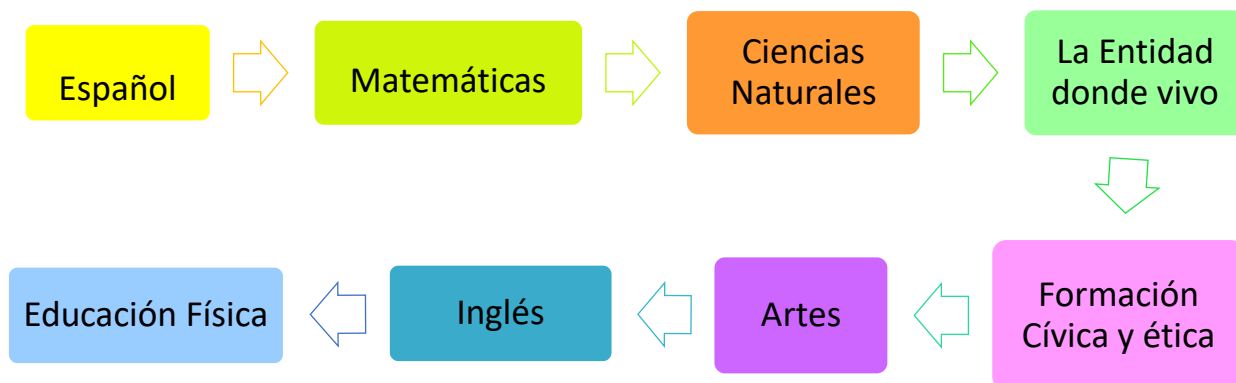 Español
Matemáticas
Ciencias
Naturales
La Entidad
donde vivo
Formación
Cívica y ética
Artes
Inglés
Educación Física